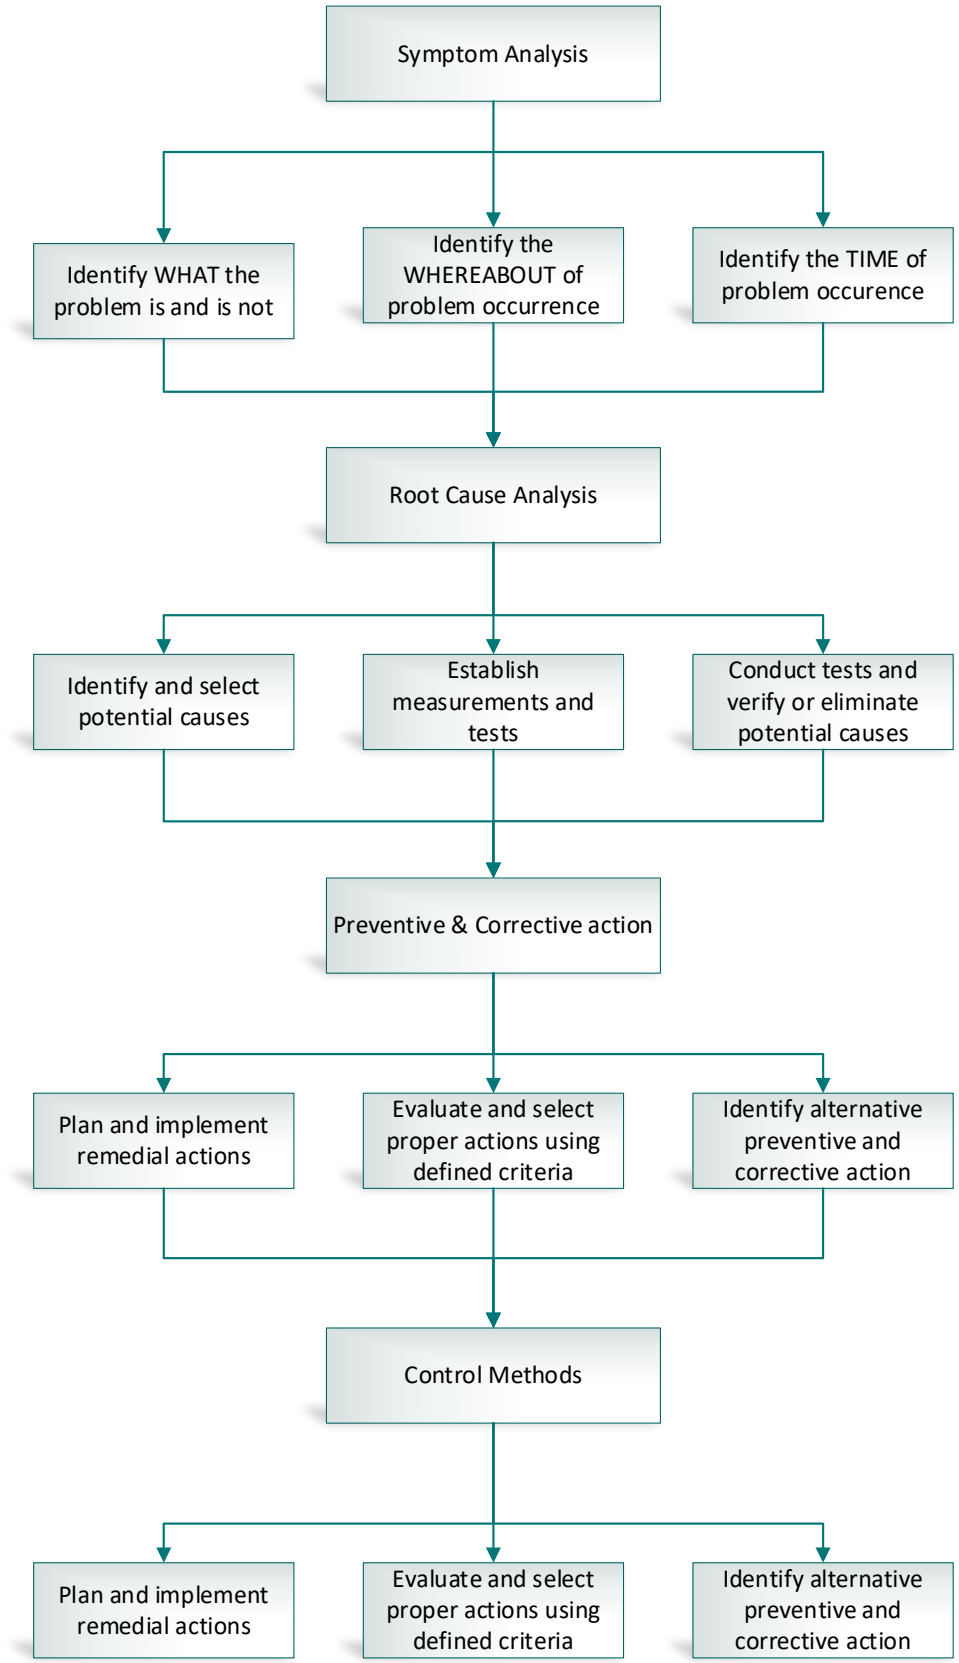 Symptom Analysis
Identify WHAT the
problem is and is not
Identify the
WHEREABOUT of
problem occurrence
Identify the TIME of
problem occurence
Root Cause Analysis
Identify and select
potential causes
Establish
measurements and
tests
Conduct tests and
verify or eliminate
potential causes
Preventive & Corrective action
Plan and implement
remedial actions
Evaluate and select
proper actions using
defined criteria
Identify alternative
preventive and
corrective action
Control Methods
Plan and implement
remedial actions
Evaluate and select
proper actions using
defined criteria
Identify alternative
preventive and
corrective action